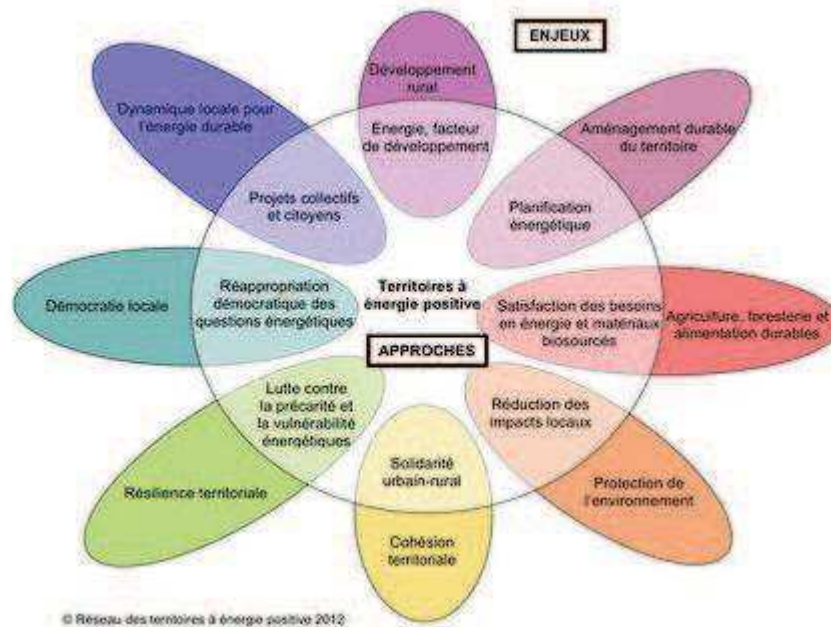 ENJEUX
Développement
rural
Energie, facteur
de développement
Aménagement durable
du territoire
Planification
énergétique
Agriculture, foresterie et
alimentation durables
Satisfaction des besoins
en énergie et matériaux
biosourcés
Protection de
l'environnement
Réduction des
impacts locaux
Cohésion
territoriale
Solidarité
urbain-rural
Résilience territoriale
Lutte contre
la précarité et
la vulnérabilité
énergétiques
Démocratie locale
Réappropriation
démocratique des
questions énergétiques
Dynamique locale pour
l'énergie durable
Projets collectifs
et citoyens
Territoires à
énergie positive
APPROCHES
© Réseau des territoires à énergie positive 2012